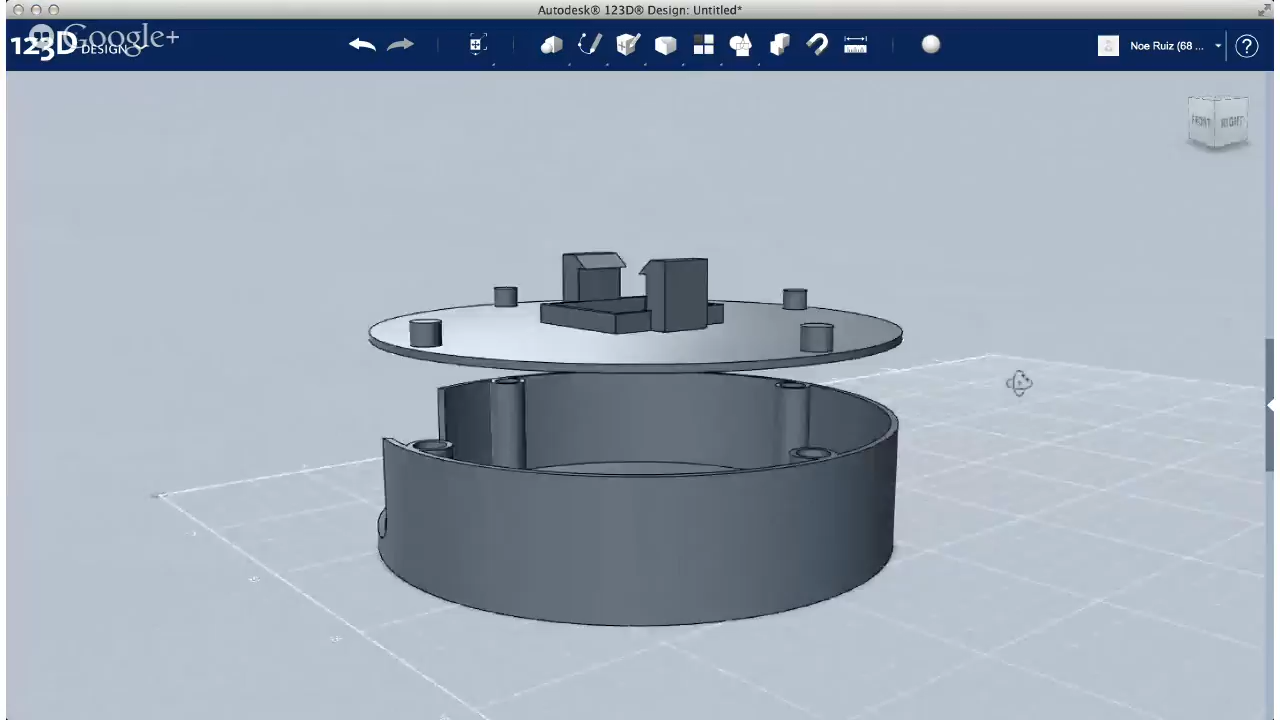 Autodesk® 123D® Design: Untitled*
Google+
123D DESIGN
Noe Ruiz (68 ...
?
FRONT
RIGHT